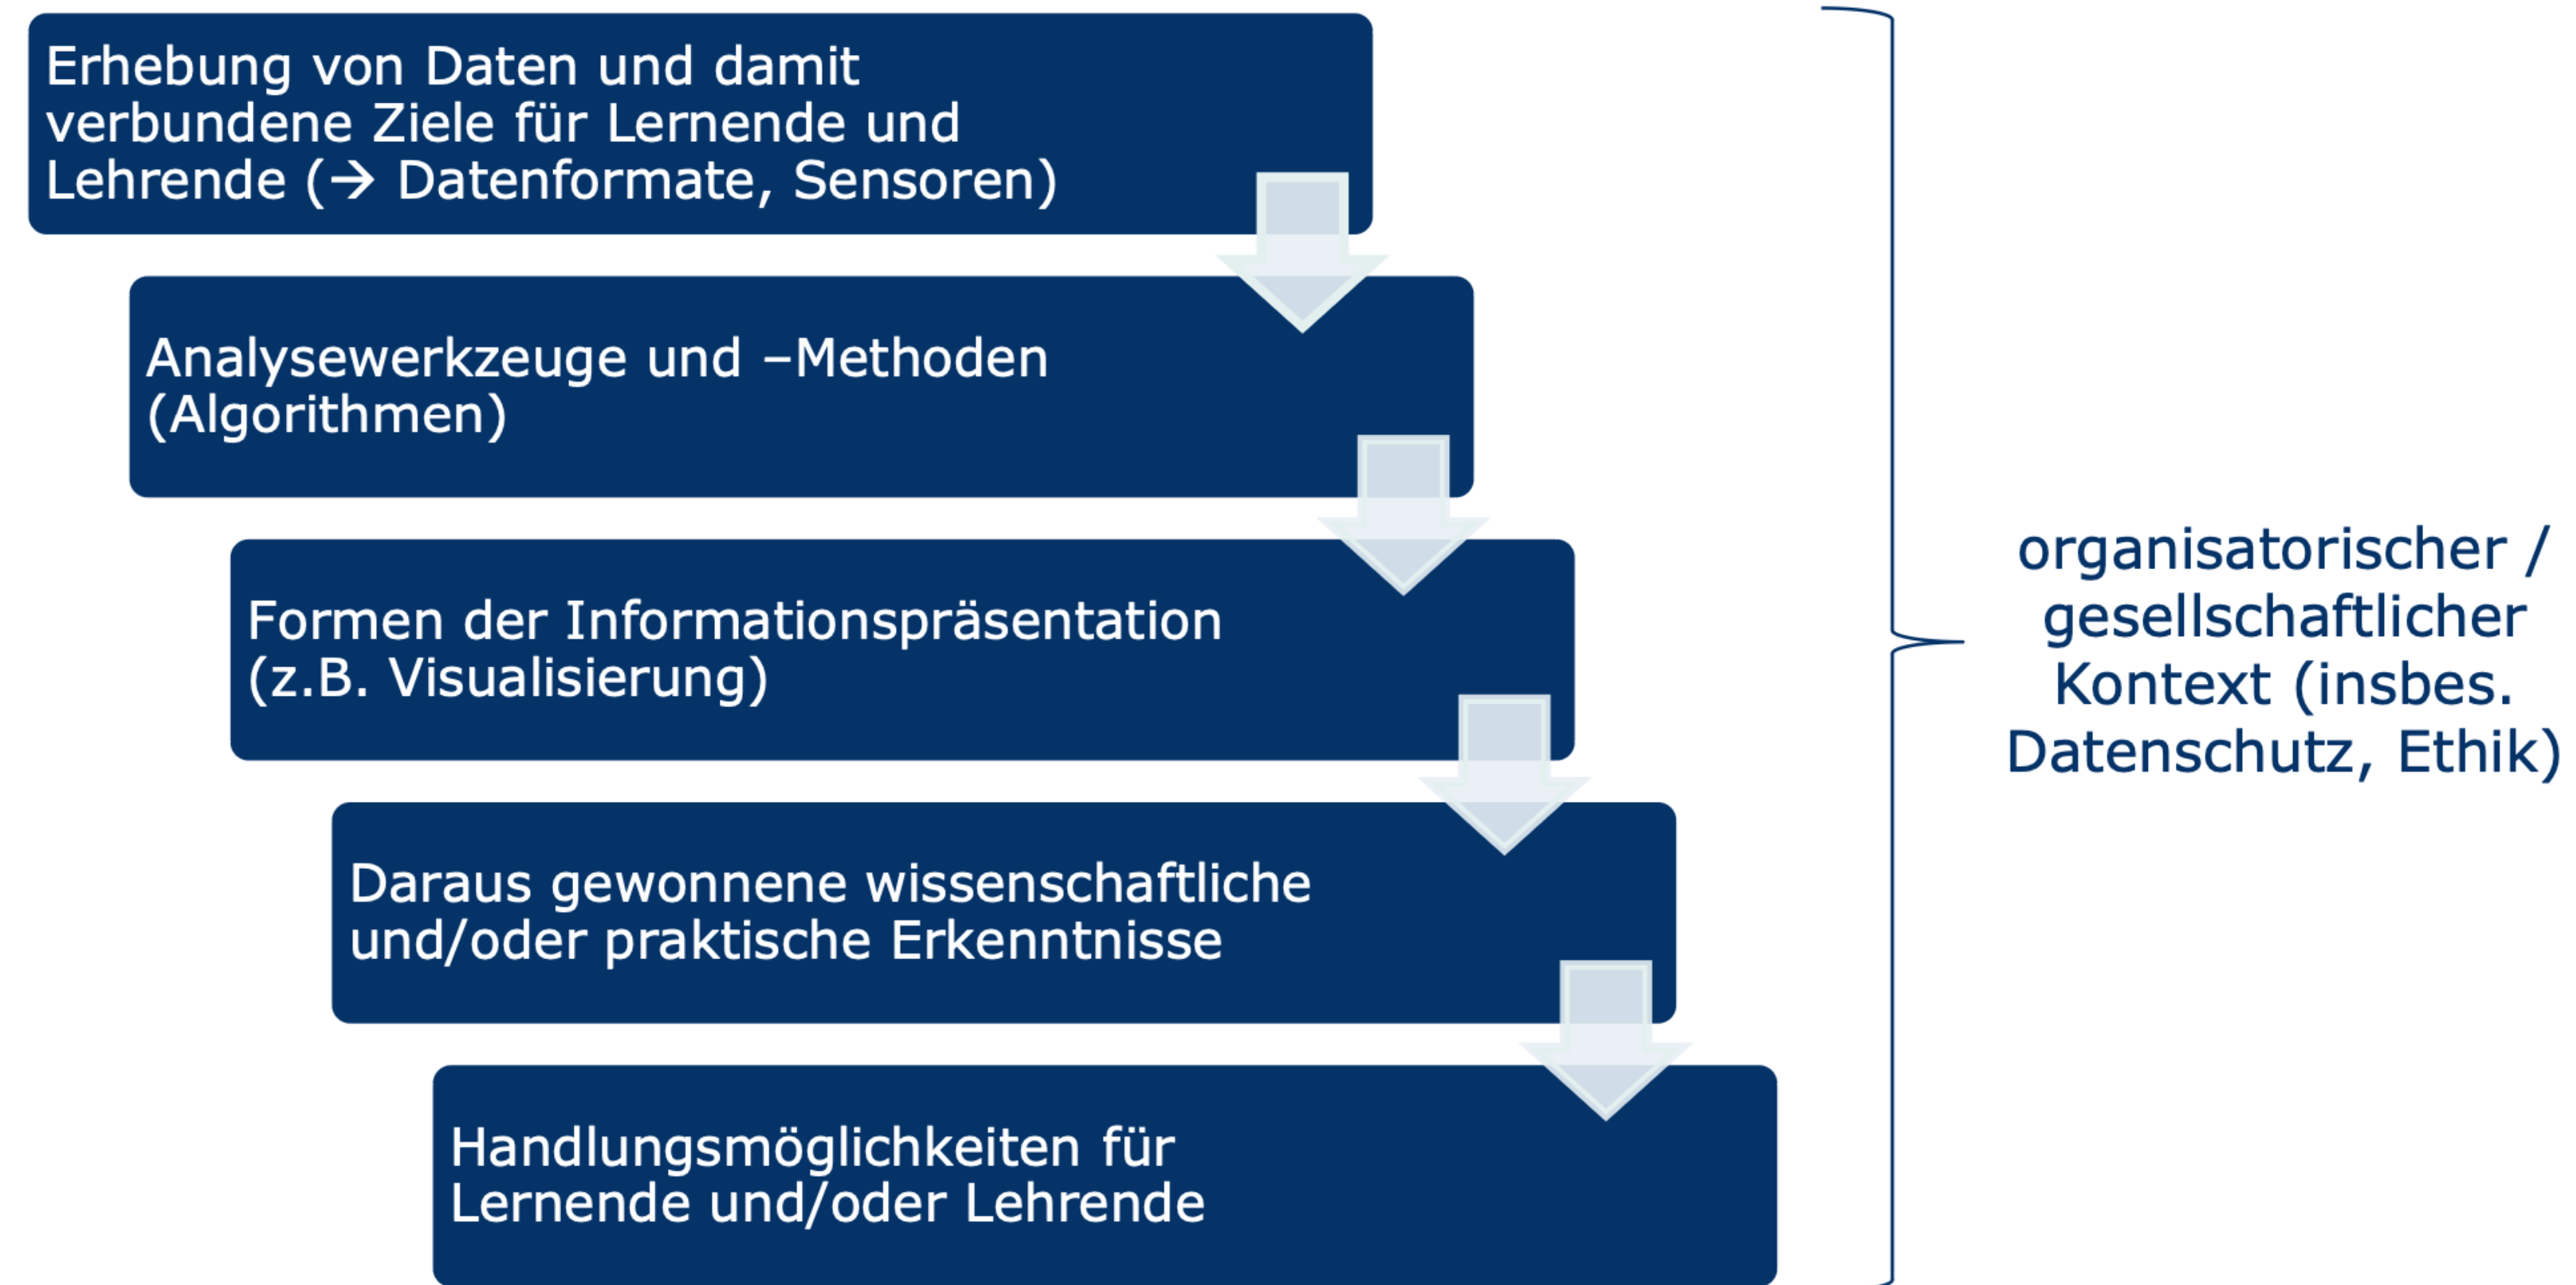 Erhebung von Daten und damit
verbundene Ziele für Lernende und
Lehrende (→ Datenformate, Sensoren)
Analysewerkzeuge und –Methoden
(Algorithmen)
Formen der Informationspräsentation
(z.B. Visualisierung)
Daraus gewonnene wissenschaftliche
und/oder praktische Erkenntnisse
Handlungsmöglichkeiten für
Lernende und/oder Lehrende
organisatorischer /
gesellschaftlicher
Kontext (insbes.
Datenschutz, Ethik)